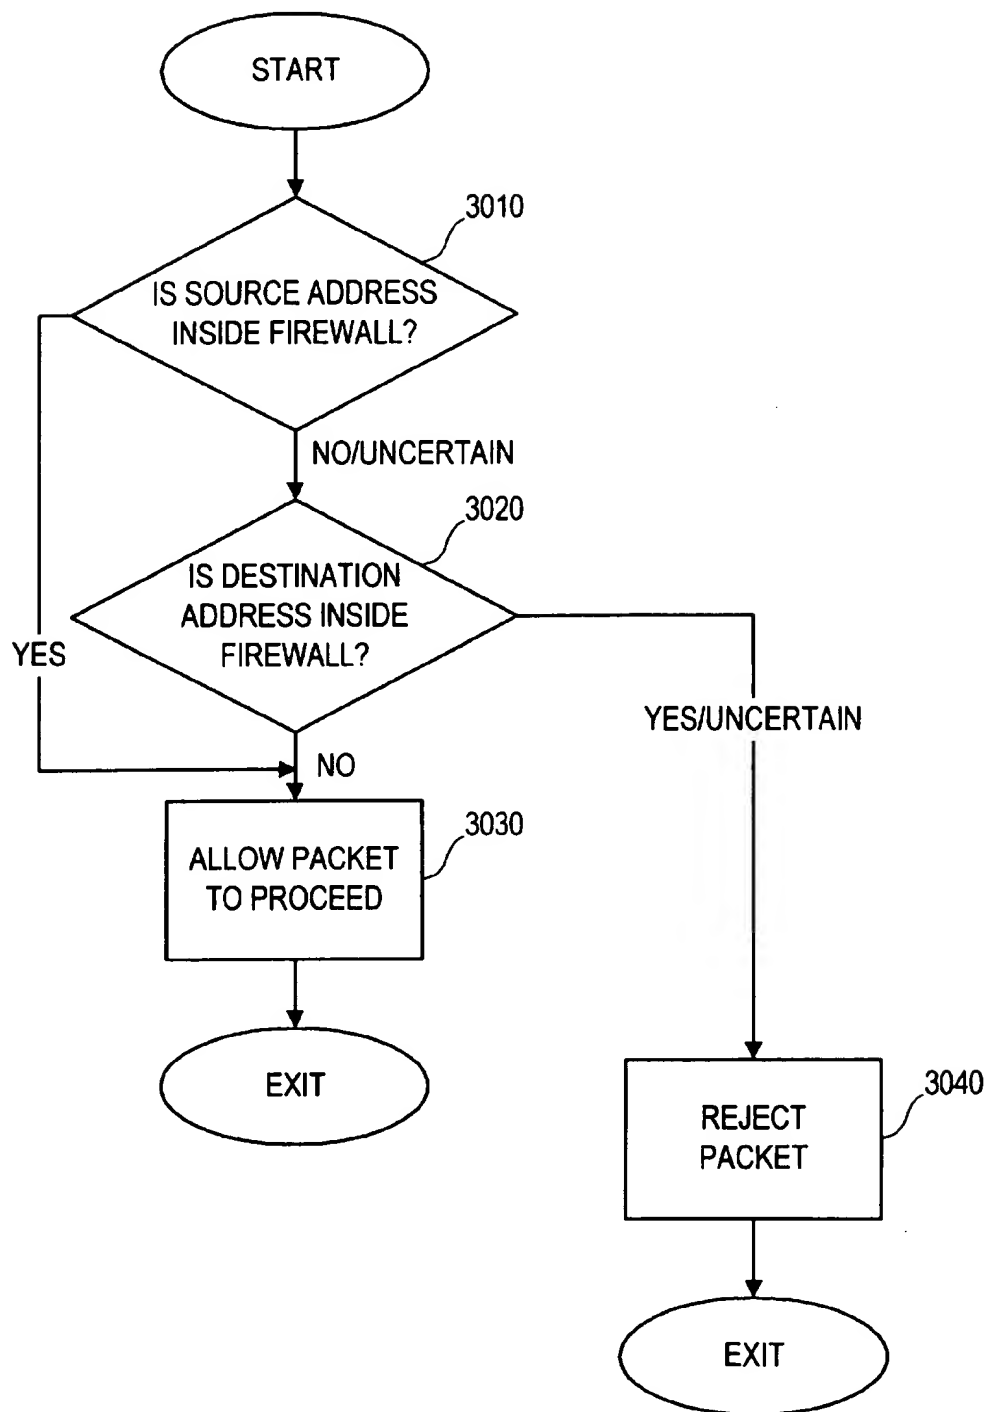 START
3010
IS SOURCE ADDRESS
INSIDE FIREWALL?
NO/UNCERTAIN
3020
IS DESTINATION
ADDRESS INSIDE
FIREWALL?
YES
YES/UNCERTAIN
NO
3030
ALLOW PACKET
TO PROCEED
EXIT
3040
REJECT
PACKET
EXIT